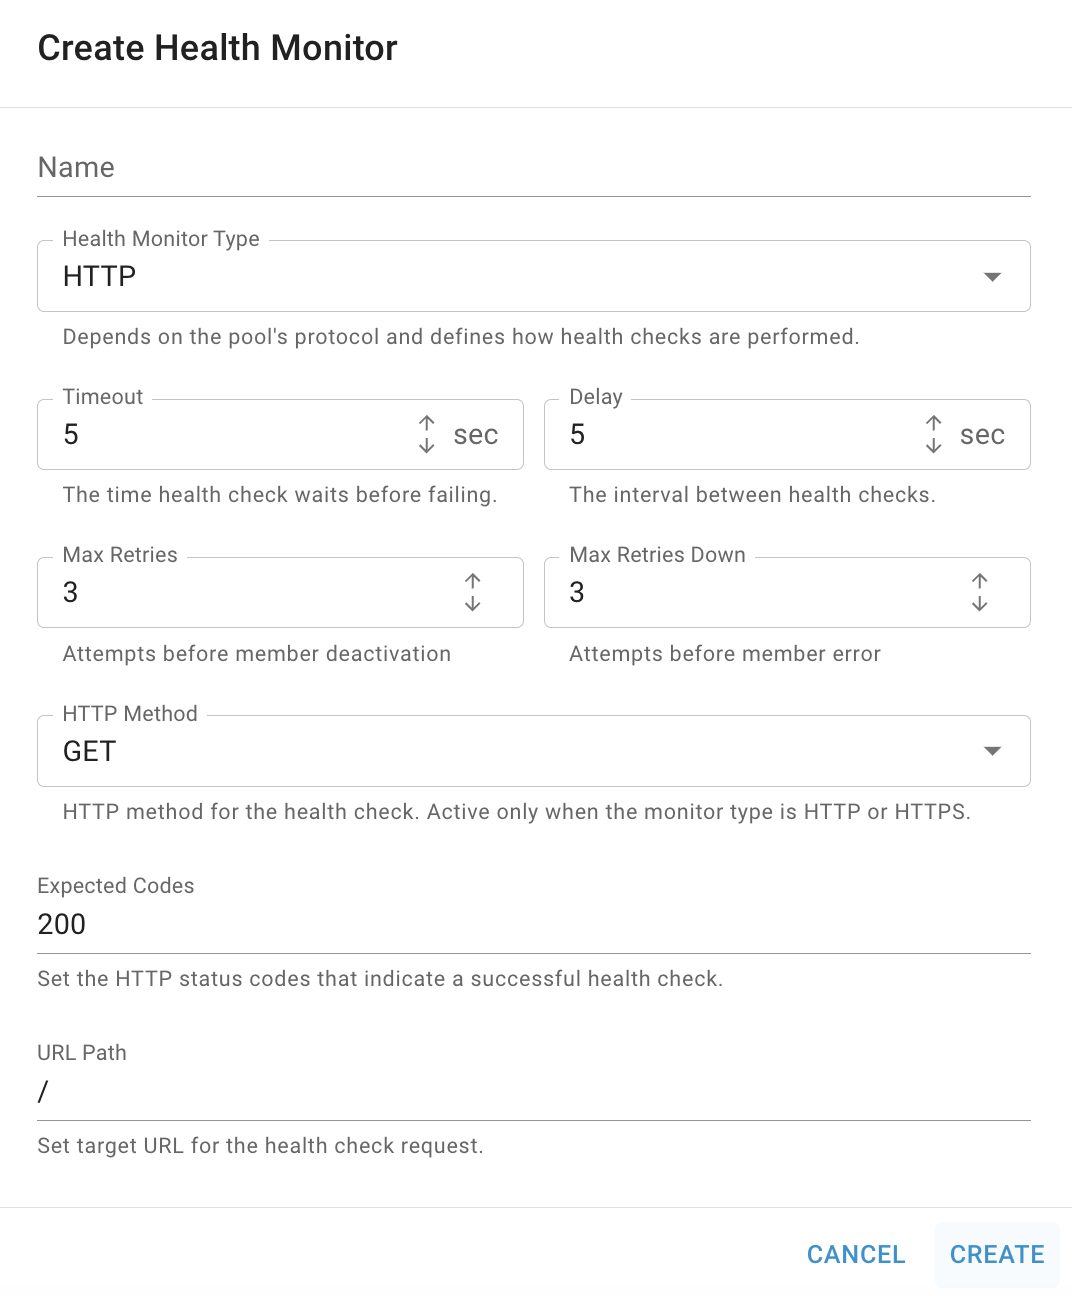 Create Health Monitor
Name
Health Monitor Type
HTTP
Depends on the pool's protocol and defines how health checks are performed.
Timeout
5 sec
The time health check waits before failing.
Delay
5 sec
The interval between health checks.
Max Retries
3
Attempts before member deactivation
Max Retries Down
3
Attempts before member error
HTTP Method
GET
HTTP method for the health check. Active only when the monitor type is HTTP or HTTPS.
Expected Codes
200
Set the HTTP status codes that indicate a successful health check.
URL Path
/
Set target URL for the health check request.
CANCEL CREATE